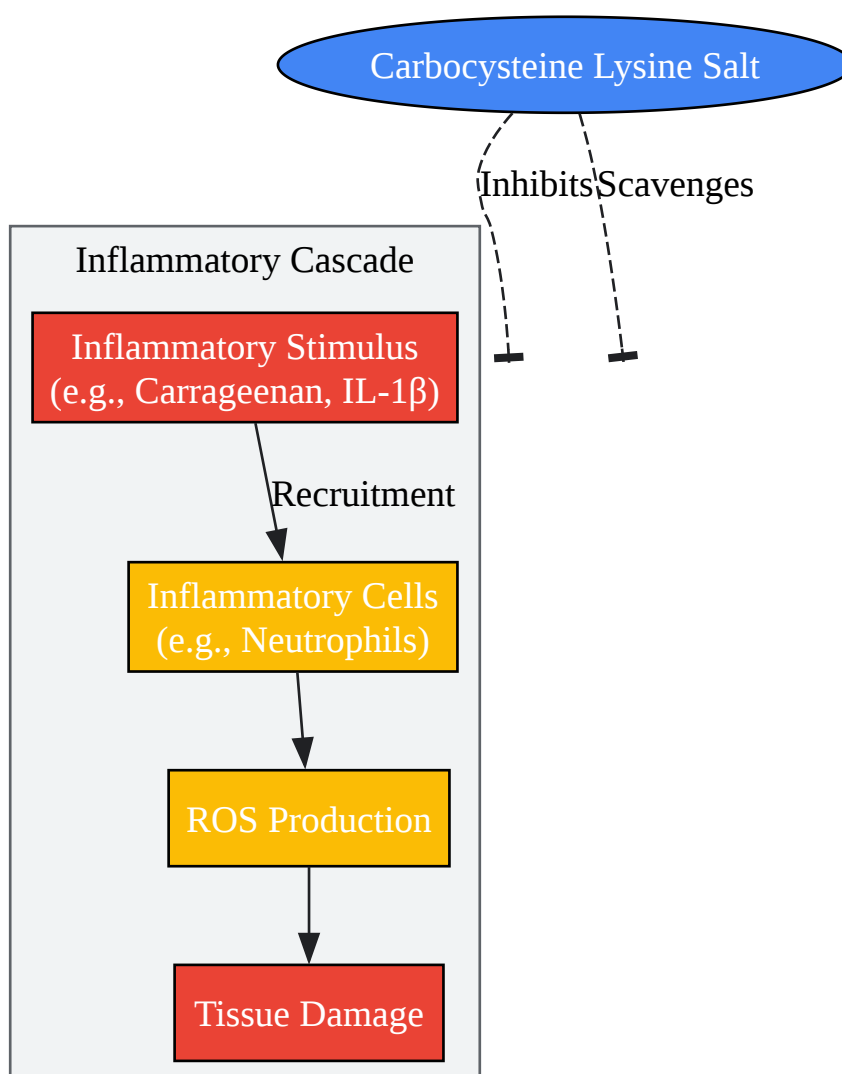 Carbocysteine Lysine Salt
Inhibits
Scavenges
Inflammatory Cascade
Inflammatory Stimulus
(e.g., Carrageenan, IL-1β)
Recruitment
Inflammatory Cells
(e.g., Neutrophils)
ROS Production
Tissue Damage